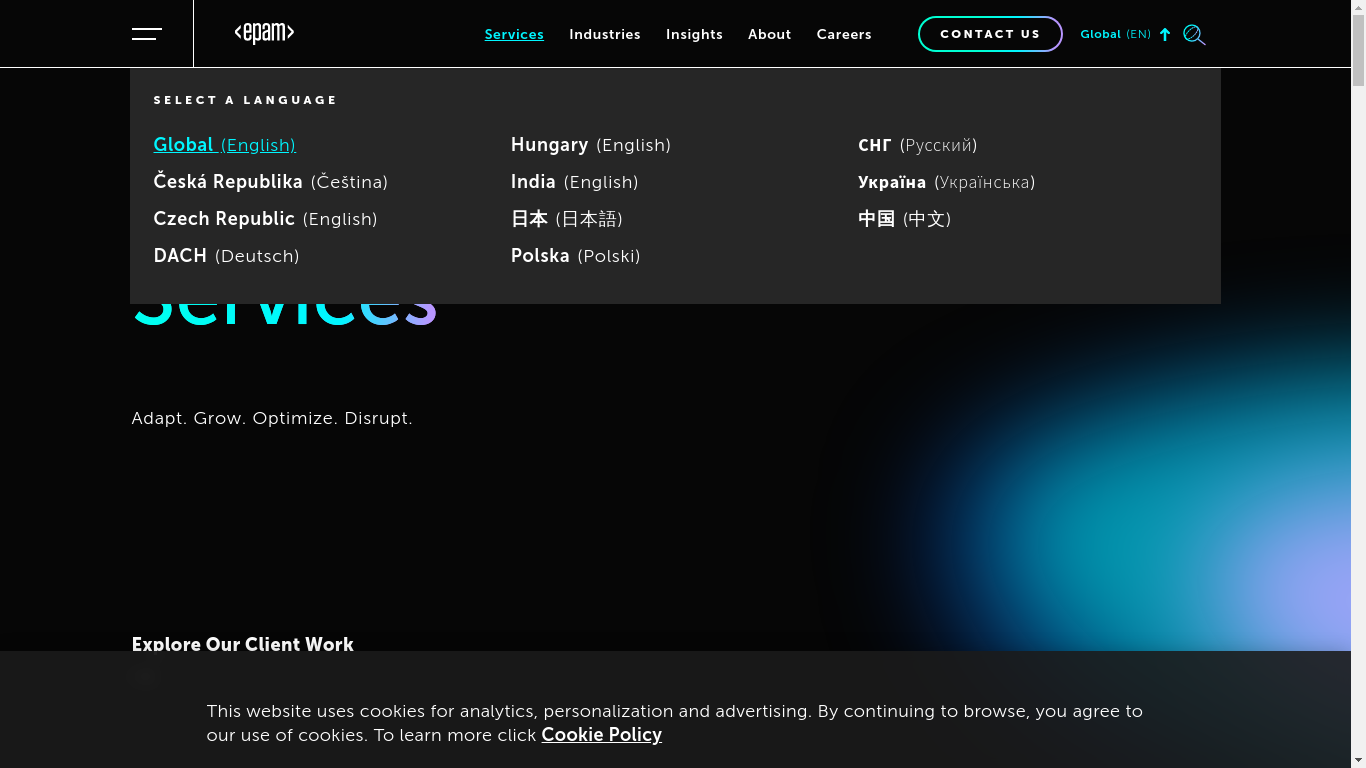 <epam>
Services Industries Insights About Careers CONTACT US Global (EN)
SELECT A LANGUAGE
Global (English) Hungary (English) СНГ (Русский)
Česká Republika (Čeština) India (English) Україна (Українська)
Czech Republic (English) 日本 (日本語) 中国 (中文)
DACH (Deutsch) Polska (Polski)
Services
Adapt. Grow. Optimize. Disrupt.
Explore Our Client Work
This website uses cookies for analytics, personalization and advertising. By continuing to browse, you agree to
our use of cookies. To learn more click Cookie Policy